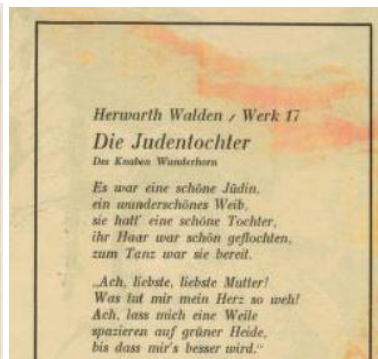 Herwarth Walden / Werk 17
Die Judentochter
Des Knaben Wunderhorn
Es war eine schöne Jüdin,
ein wunderschönes Weib,
sie hatt' eine schöne Tochter,
ihr Haar war schön geflochten,
zum Tanz war sie bereit.
„Ach, liebste, liebste Mutter!
Was tut mir mein Herz so weh!
Ach, lass mich eine Weile
spazieren auf grüner Heide,
bis dass mir's besser wird.“